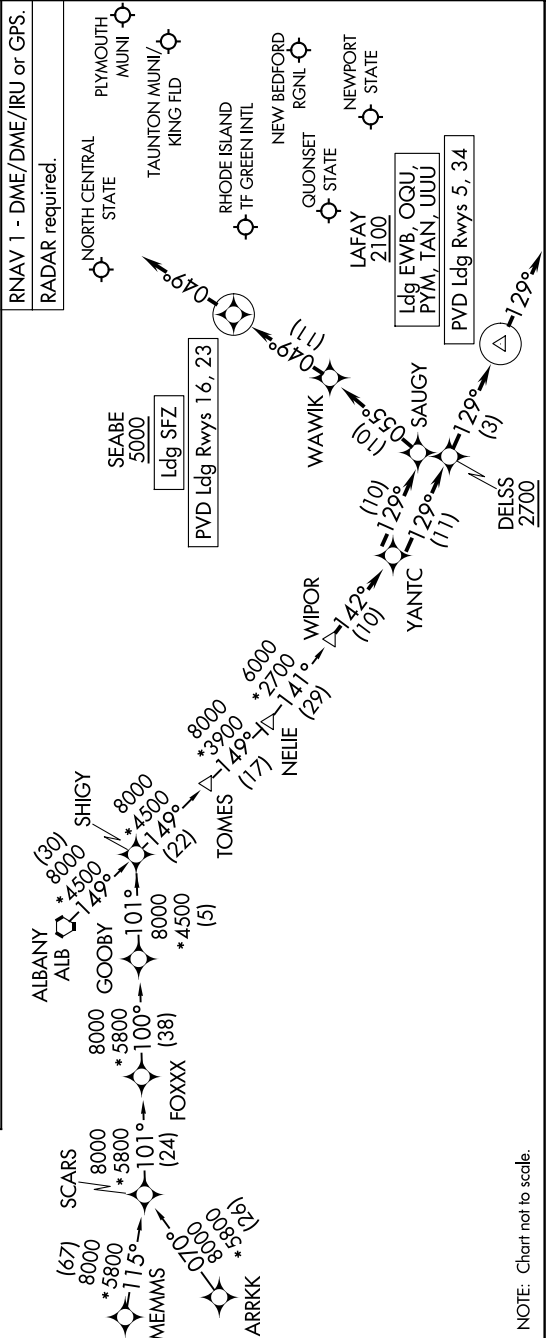 RNAV 1 - DME/DME/IRU or GPS.
RADAR required.
PLYMOUTH
MUNI
NORTH CENTRAL
STATE
TAUNTON MUNI/
KING FLD
RHODE ISLAND
TF GREEN INTL
NEW BEDFORD
RGNL
QUONSET
STATE
NEWPORT
STATE
SEABE
5000
Ldg SFZ
PVD Ldg Rwys 16, 23
LAFAY
2100
Ldg EWB, OQU,
PYM, TAN, UUU
PVD Ldg Rwys 5, 34
049°
049°
(11)
WAWIK
055°
(10)
SAUGY
129°
129°
(3)
DELSS
2700
(10)
129°
129°
(11)
YANTC
142°
(10)
WIPOR
6000
*2700
141°
(29)
NELIE
8000
*3900
149°
(17)
TOMES
8000
*4500
149°
(22)
SHIGY
ALBANY
ALB
(30)
8000
*4500
149°
GOOBY
101°
8000
*4500
(5)
8000
*5800
100°
(38)
FOXXX
SCARS
8000
*5800
101°
(24)
(67)
8000
*5800
115°
MEMMS
070°
8000
*5800
(26)
ARRKK
NOTE: Chart not to scale.